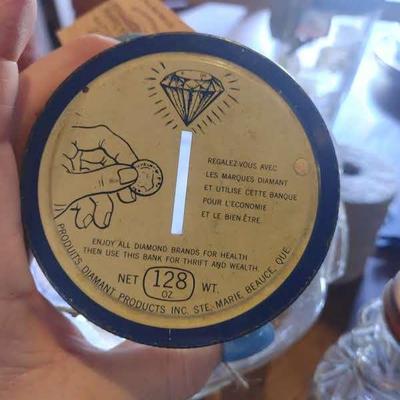 REGALEZ-VOUS AVEC
LES MARQUES DIAMANT
ET UTILISE CETTE BANQUE
POUR L'ECONOMIE
ET LE BIEN ÊTRE.
ENJOY ALL DIAMOND BRANDS FOR HEALTH
THEN USE THIS BANK FOR THRIFT AND WEALTH.
NET 128 WT.
OZ
PRODUITS DIAMANT PRODUCTS INC. STE. MARIE BEAUCE, QUE.